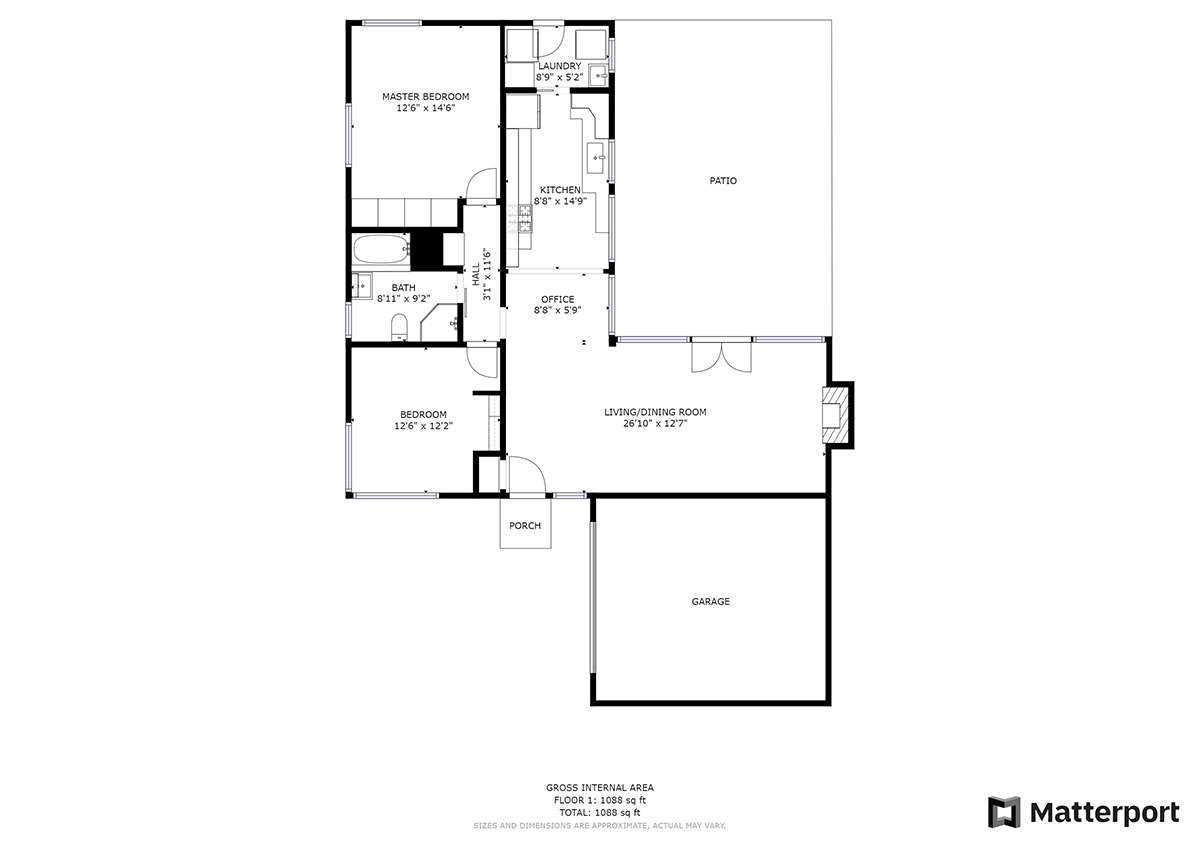 LAUNDRY
8'9" x 5'2"
MASTER BEDROOM
12'6" x 14'6"
PATIO
KITCHEN
8'8" x 14'9"
HALL
3'1" x 11'6"
BATH
8'11" x 9'2"
OFFICE
8'8" x 5'9"
BEDROOM
12'6" x 12'2"
LIVING/DINING ROOM
26'10" x 12'7"
PORCH
GARAGE
GROSS INTERNAL AREA
FLOOR 1: 1088 sq ft
TOTAL: 1088 sq ft
SIZES AND DIMENSIONS ARE APPROXIMATE, ACTUAL MAY VARY.
Matterport